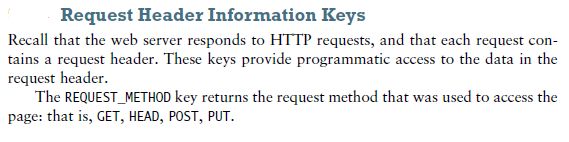 Request Header Information Keys
Recall that the web server responds to HTTP requests, and that each request con-
tains a request header. These keys provide programmatic access to the data in the
request header.
The REQUEST_METHOD key returns the request method that was used to access the
page: that is, GET, HEAD, POST, PUT.